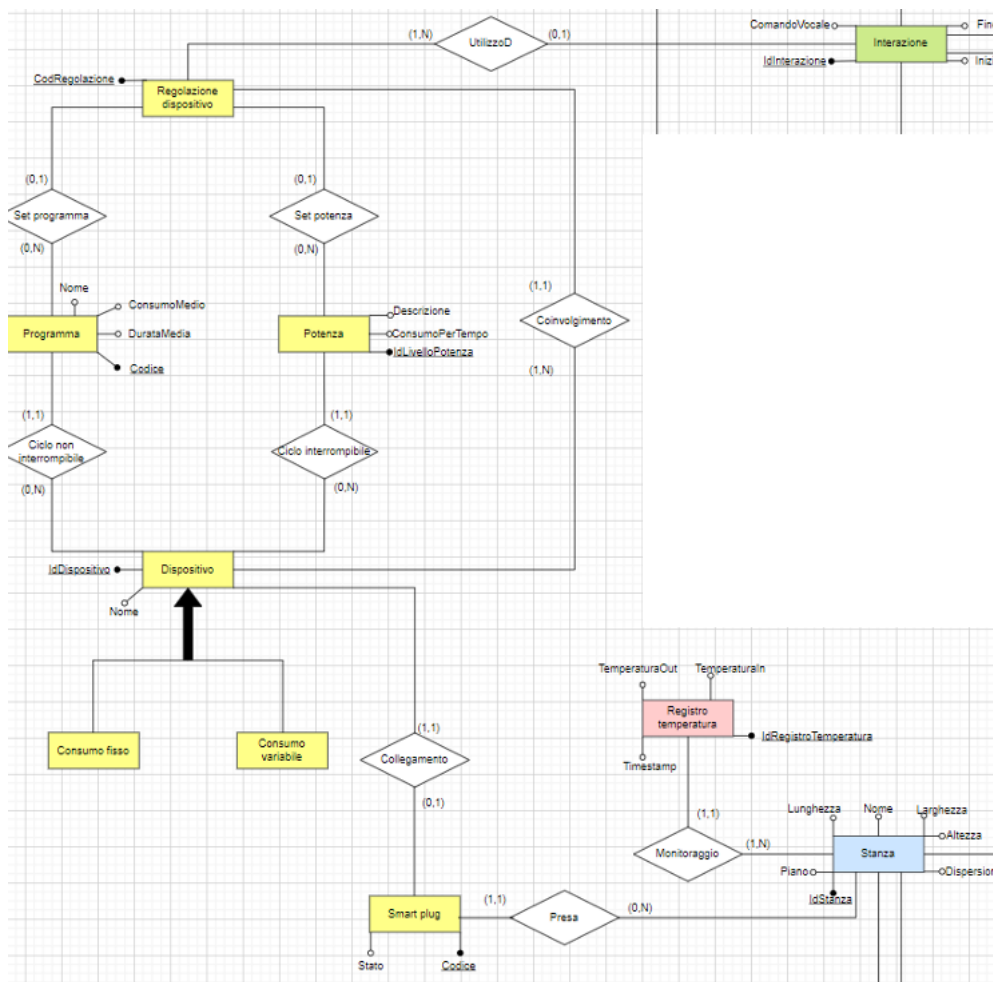 ComandoVocale
Fine
(1,N)
UtilizzoD
(0,1)
Interazione
IdInterazione
Iniz
CodRegolazione
Regolazione
dispositivo
(0,1)
(0,1)
Set programma
Set potenza
(0,N)
(0,N)
Nome
ConsumoMedio
Programma
DurataMedia
Codice
Descrizione
Potenza
ConsumoPerTempo
IdLivelloPotenza
(1,1)
Coinvolgimento
(1,N)
(1,1)
(1,1)
Ciclo non
interrompibile
Ciclo interrompibile
(0,N)
(0,N)
IdDispositivo
Dispositivo
Nome
Consumo fisso
Consumo
variabile
(1,1)
Collegamento
(0,1)
TemperaturaOut
TemperaturaIn
Registro
temperatura
IdRegistroTemperatura
Timestamp
(1,1)
Monitoraggio
(1,N)
Lunghezza
Nome
Larghezza
Altezza
Stanza
Piano
Dispersion
IdStanza
Smart plug
(1,1)
Presa
(0,N)
Stato
Codice